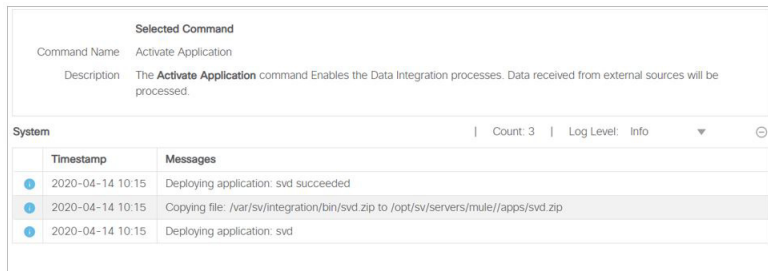 Selected Command
Command Name Activate Application
Description The Activate Application command Enables the Data Integration processes. Data received from external sources will be
processed.
System | Count: 3 | Log Level: Info
Timestamp Messages
2020-04-14 10:15 Deploying application: svd succeeded
2020-04-14 10:15 Copying file: /var/sv/integration/bin/svd.zip to /opt/sv/servers/mule//apps/svd.zip
2020-04-14 10:15 Deploying application: svd